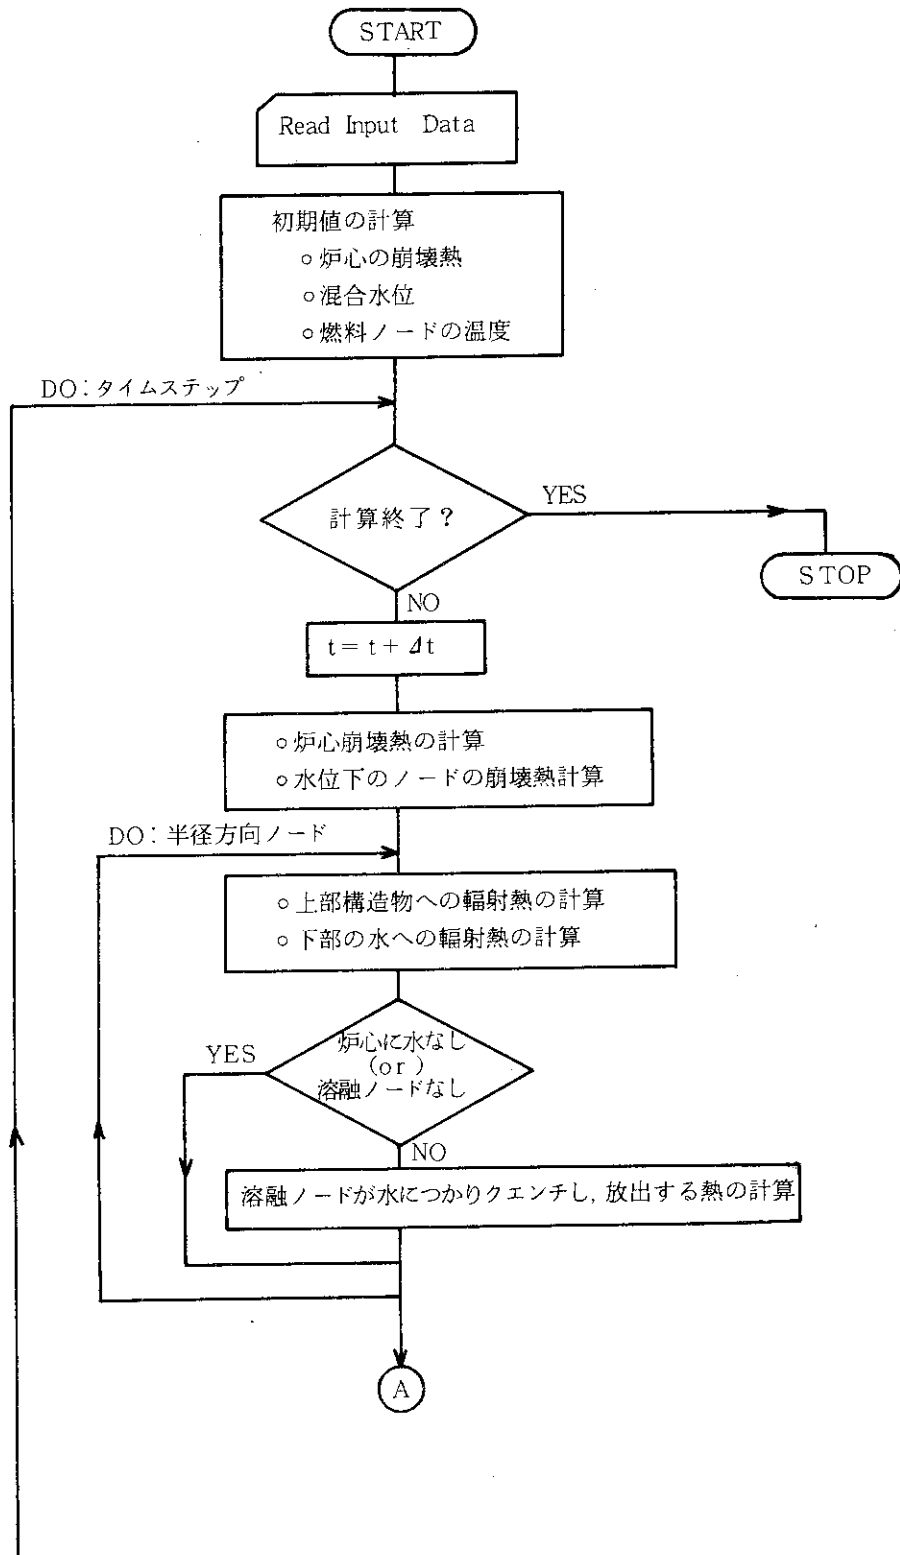 START
Read Input Data
初期値の計算
○炉心の崩壊熱
○混合水位
○燃料ノードの温度
DO:タイムステップ
計算終了?
YES
STOP
NO
t = t + Δt
○炉心崩壊熱の計算
○水位下のノードの崩壊熱計算
DO:半径方向ノード
○上部構造物への輻射熱の計算
○下部の水への輻射熱の計算
炉心に水なし
(or)
溶融ノードなし
YES
NO
溶融ノードが水につかりクエンチし,放出する熱の計算
A